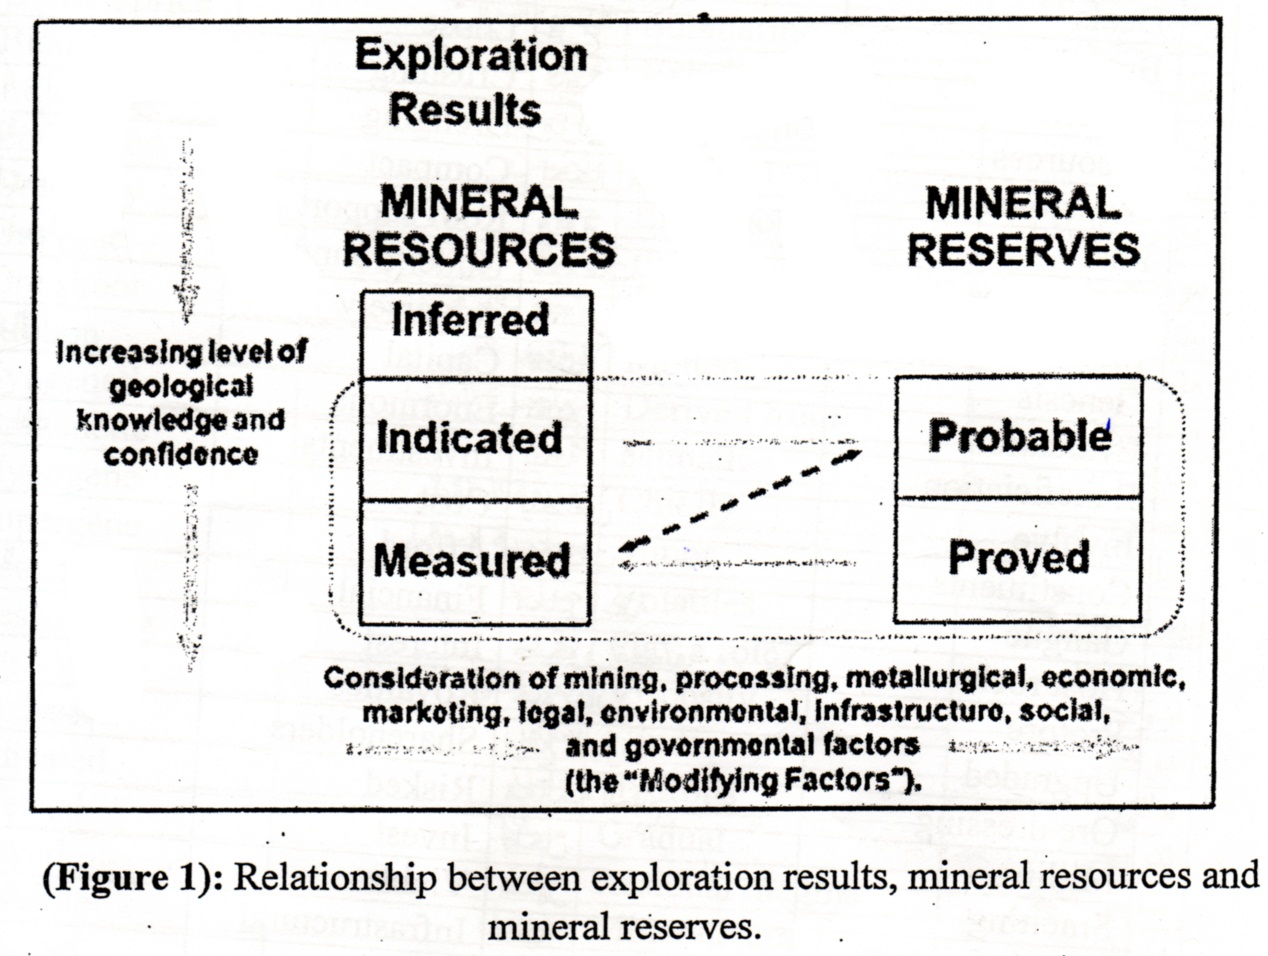 Exploration
Results
MINERAL
RESOURCES
MINERAL
RESERVES
Inferred
Increasing level of
geological
knowledge and
confidence
Indicated
Probable
Measured
Proved
Consideration of mining, processing, metallurgical, economic,
marketing, legal, environmental, infrastructure, social,
and governmental factors
(the "Modifying Factors").
(Figure 1): Relationship between exploration results, mineral resources and
mineral reserves.